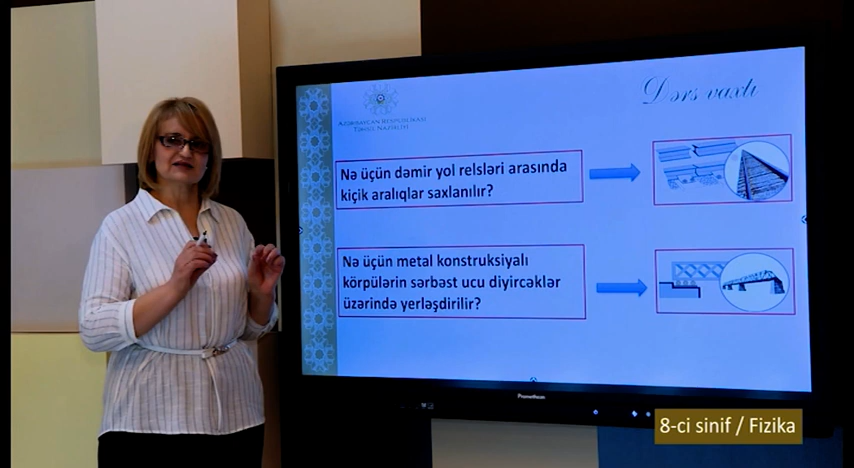 Dərs vaxtı
AZƏRBAYCAN RESPUBLİKASI
TƏHSİL NAZİRLİYİ
Nə üçün dəmir yol relsləri arasında
kiçik aralıqlar saxlanılır?
Nə üçün metal konstruksiyalı
körpülərin sərbəst ucu diyircəklər
üzərində yerləşdirilir?
Promethean
8-ci sinif / Fizika